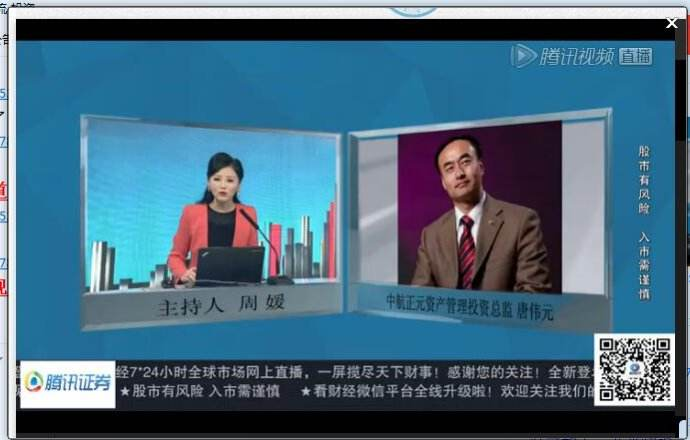 流 投资
腾讯视频 直播
股市有风险 入市需谨慎
主持人 周媛
中航正元资产管理投资总监 唐伟元
腾讯证券
经7*24小时全球市场网上直播，一屏揽尽天下财事！感谢您的关注！全新登
★股市有风险 入市需谨慎 ★看财经微信平台全线升级啦！欢迎关注我们的